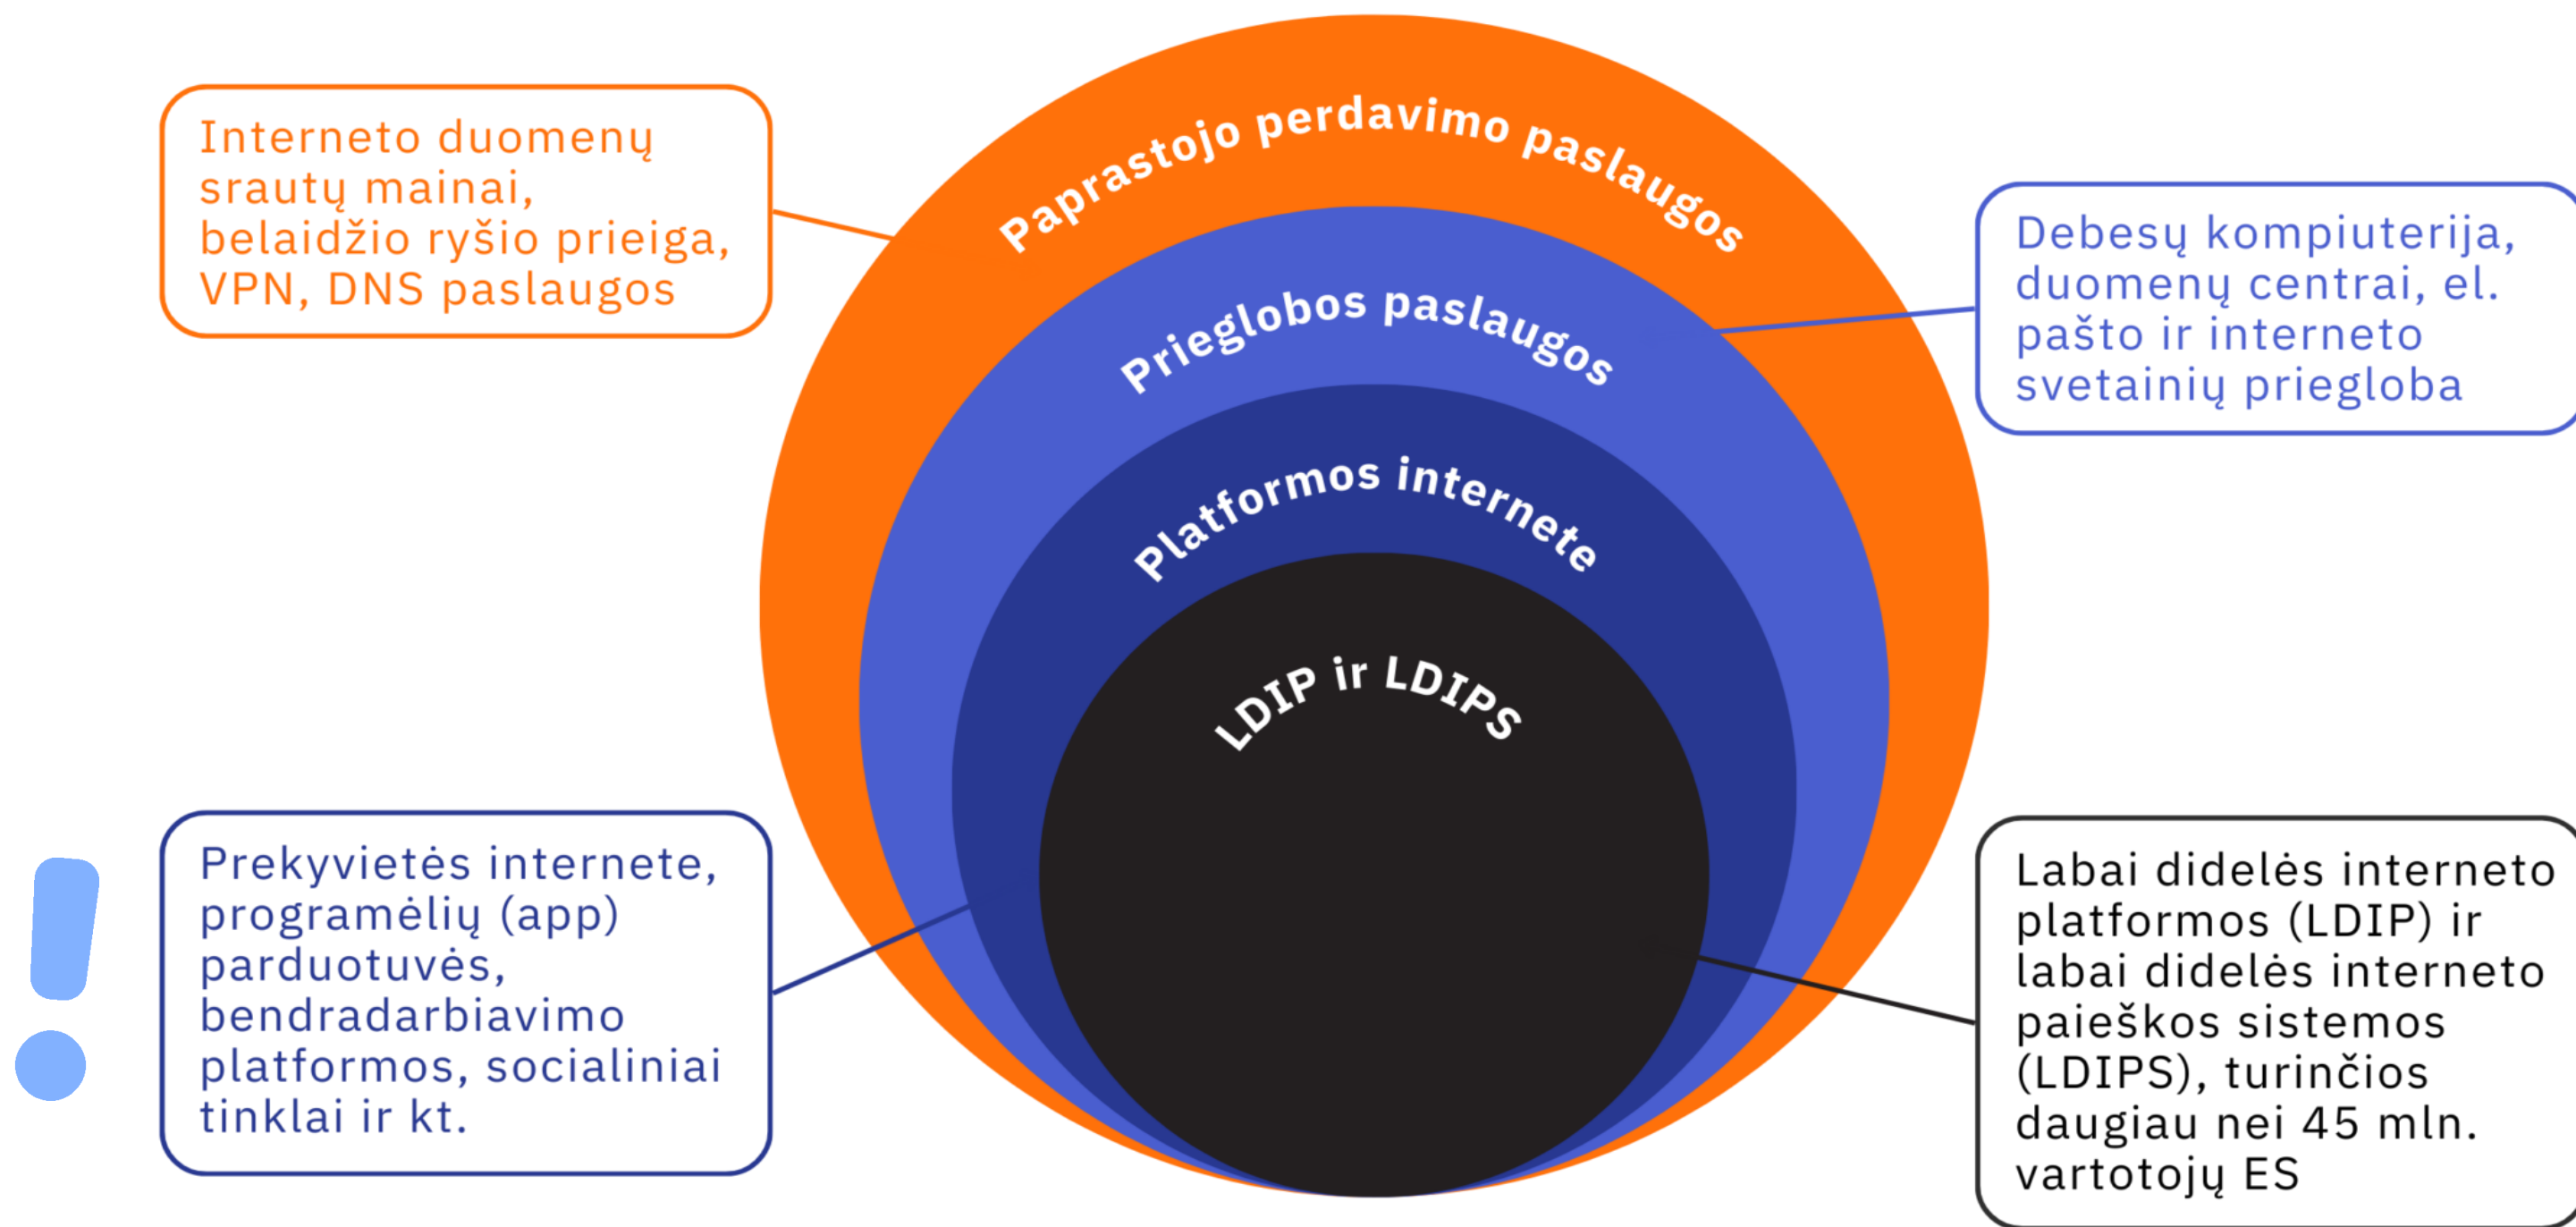 Interneto duomenų
srautų mainai,
belaidžio ryšio prieiga,
VPN, DNS paslaugos
Paprastojo perdavimo paslaugos
Prieglobos paslaugos
Platformos internete
LDIP ir LDIPS
Debesų kompiuterija,
duomenų centrai, el.
pašto ir interneto
svetainių priegloba
Prekyvietės internete,
programėlių (app)
parduotuvės,
bendradarbiavimo
platformos, socialiniai
tinklai ir kt.
Labai didelės interneto
platformos (LDIP) ir
labai didelės interneto
paieškos sistemos
(LDIPS), turinčios
daugiau nei 45 mln.
vartotojų ES